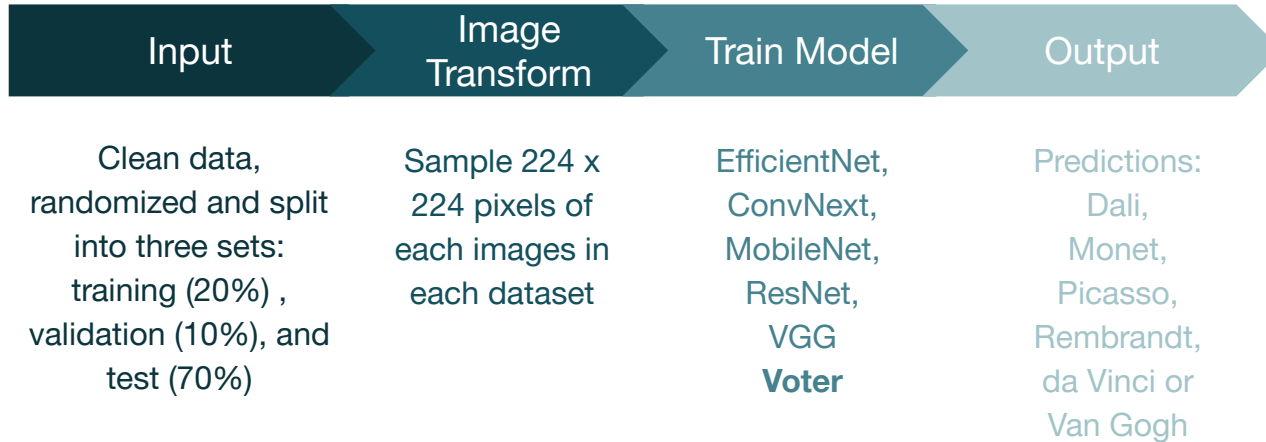 Input
Image
Transform
Train Model
Output
Clean data,
randomized and split
into three sets:
training (20%) ,
validation (10%), and
test (70%)
Sample 224 x
224 pixels of
each images in
each dataset
EfficientNet,
ConvNext,
MobileNet,
ResNet,
VGG
Voter
Predictions:
Dali,
Monet,
Picasso,
Rembrandt,
da Vinci or
Van Gogh